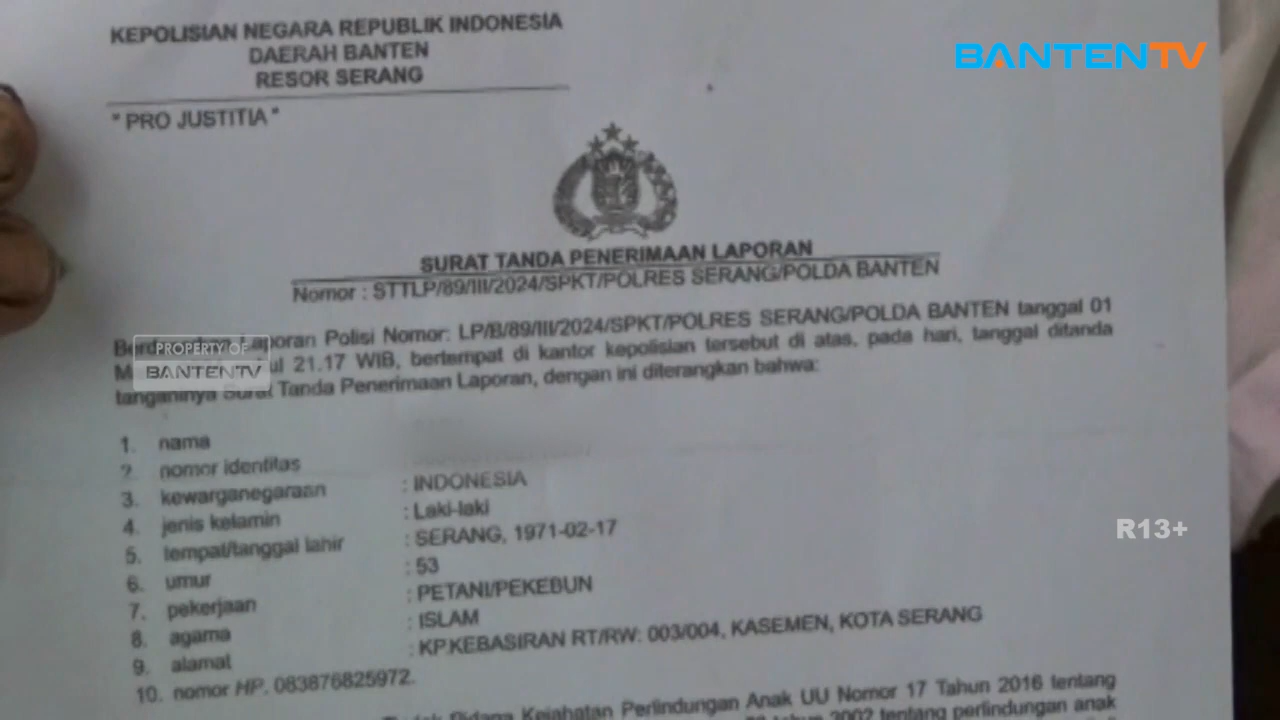 KEPOLISIAN NEGARA REPUBLIK INDONESIA
DAERAH BANTEN
RESOR SERANG
BANTENTV
" PRO JUSTITIA "
SURAT TANDA PENERIMAAN LAPORAN
Nomor : STTLP/89/III/2024/SPKT/POLRES SERANG/POLDA BANTEN
Laporan Polisi Nomor: LP/B/89/III/2024/SPKT/POLRES SERANG/POLDA BANTEN tanggal 01
21.17 WIB, bertempat di kantor kepolisian tersebut di atas, pada hari, tanggal ditanda
tanganinya Surat Tanda Penerimaan Laporan, dengan ini diterangkan bahwa:
PROPERTY OF
BANTENTV
1. nama
2. nomor identitas
3. kewarganegaraan : INDONESIA
4. jenis kelamin : Laki-laki
5. tempat/tanggal lahir : SERANG, 1971-02-17
6. umur : 53
7. pekerjaan : PETANI/PEKEBUN
8. agama : ISLAM
9. alamat : KP.KEBASIRAN RT/RW: 003/004, KASEMEN, KOTA SERANG
10. nomor HP. 083876825972.
R13+
Pidana Kejahatan Perlindungan Anak UU Nomor 17 Tahun 2016 tentang
2002 tentang perlindungan anak